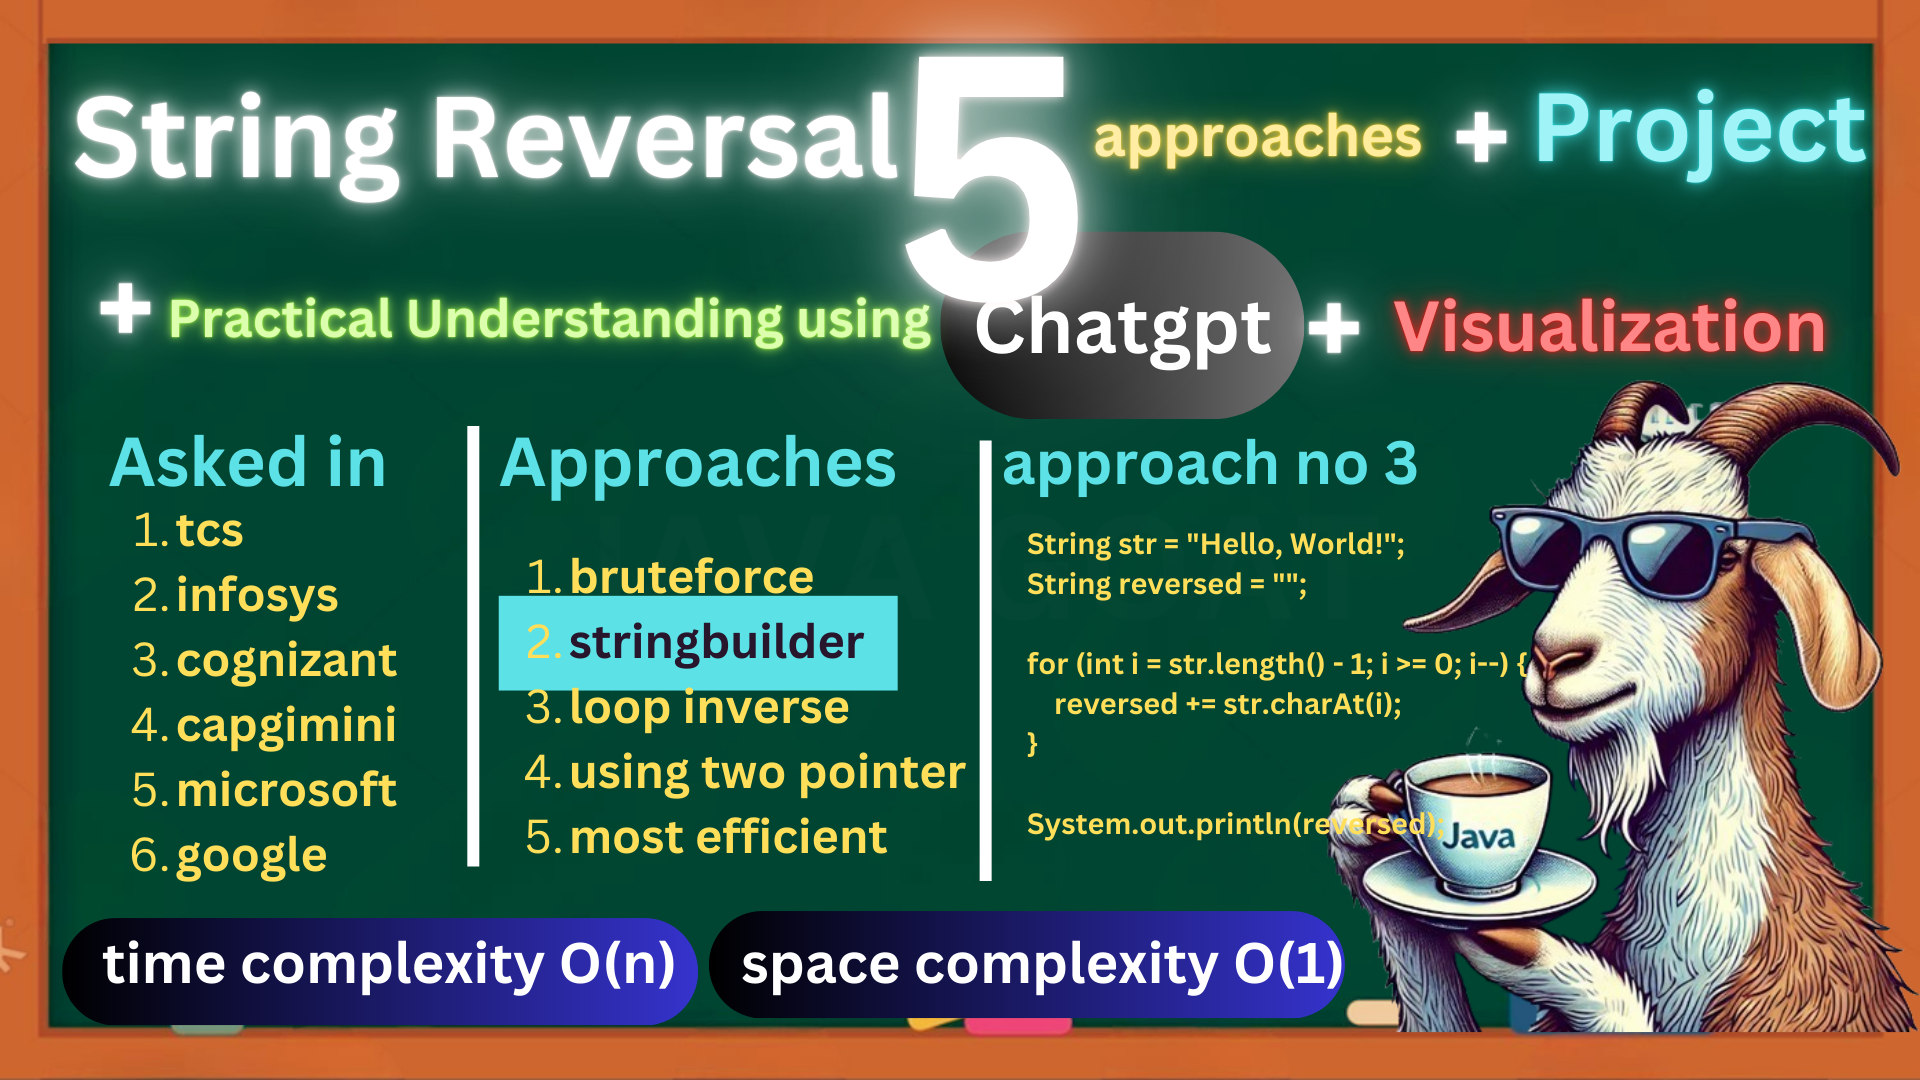 String Reversal 5 approaches + Project
+ Practical Understanding using Chatgpt + Visualization
Asked in
1. tcs
2. infosys
3. cognizant
4. capgimini
5. microsoft
6. google
Approaches
1. bruteforce
2. stringbuilder
3. loop inverse
4. using two pointer
5. most efficient
approach no 3
String str = "Hello, World!";
String reversed = "";
for (int i = str.length() - 1; i >= 0; i--) {
reversed += str.charAt(i);
}
System.out.println(reversed);
Java
time complexity O(n)
space complexity O(1)